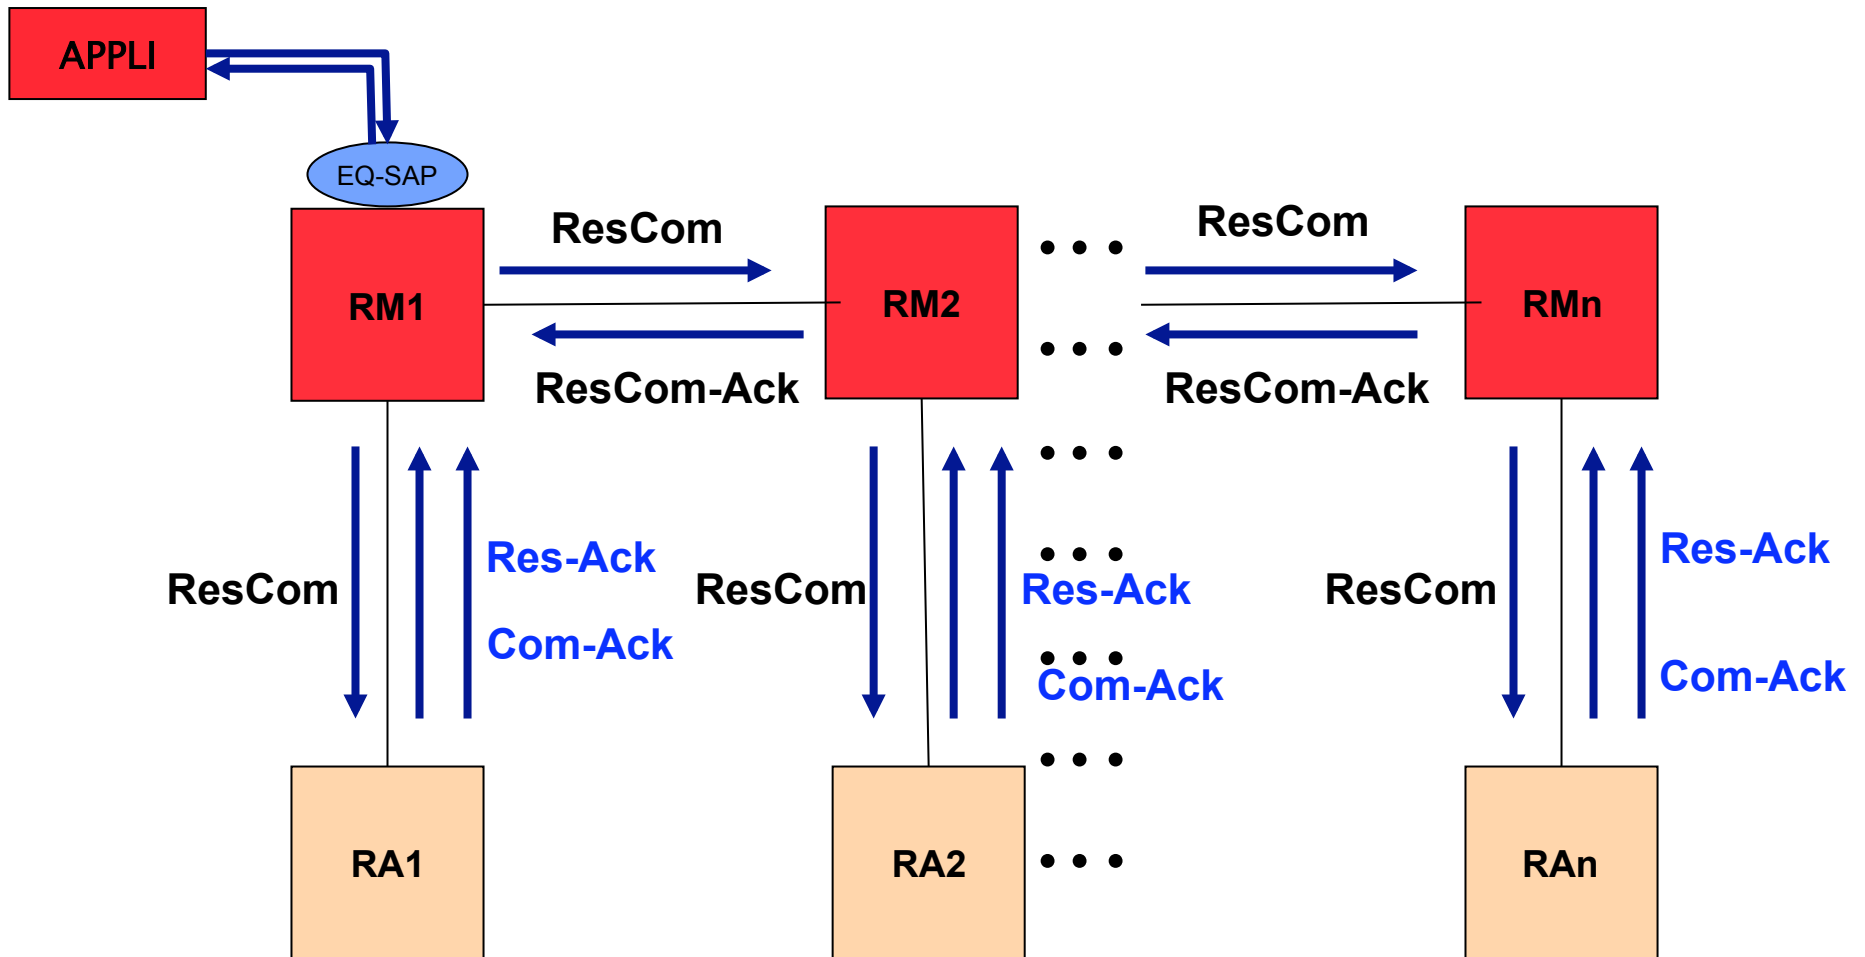 APPLI
EQ-SAP
ResCom
ResCom
RM1
RM2
RMn
ResCom-Ack
ResCom-Ack
ResCom
Res-Ack
Com-Ack
ResCom
Res-Ack
Com-Ack
ResCom
Res-Ack
Com-Ack
RA1
RA2
RAn